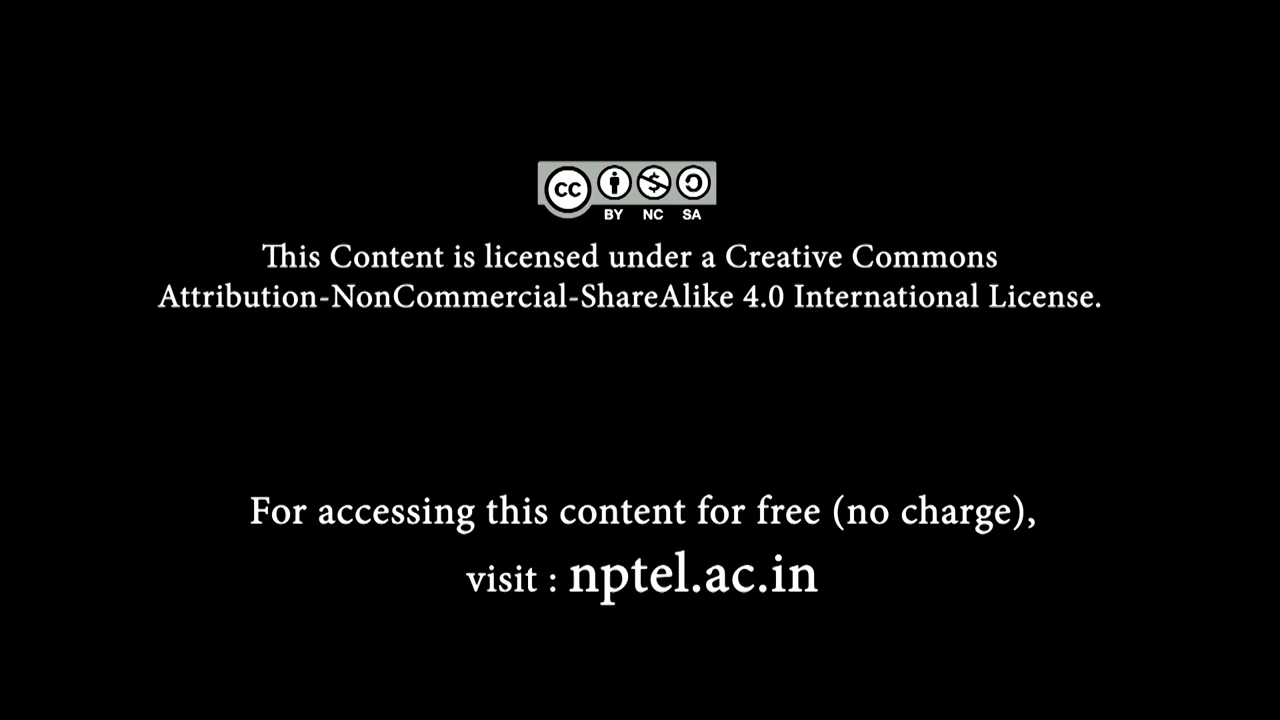 CC BY NC SA
This Content is licensed under a Creative Commons
Attribution-NonCommercial-ShareAlike 4.0 International License.
For accessing this content for free (no charge),
visit : nptel.ac.in